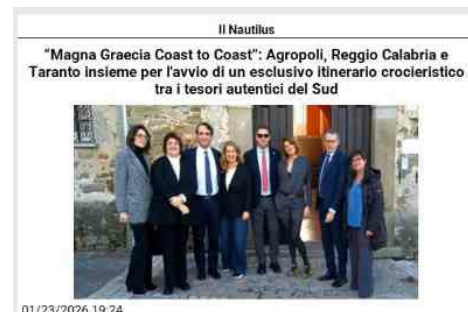 Il Nautilus
“Magna Graecia Coast to Coast”: Agropoli, Reggio Calabria e
Taranto insieme per l'avvio di un esclusivo itinerario crocieristico
tra i tesori autentici del Sud
01/23/2026 19:24